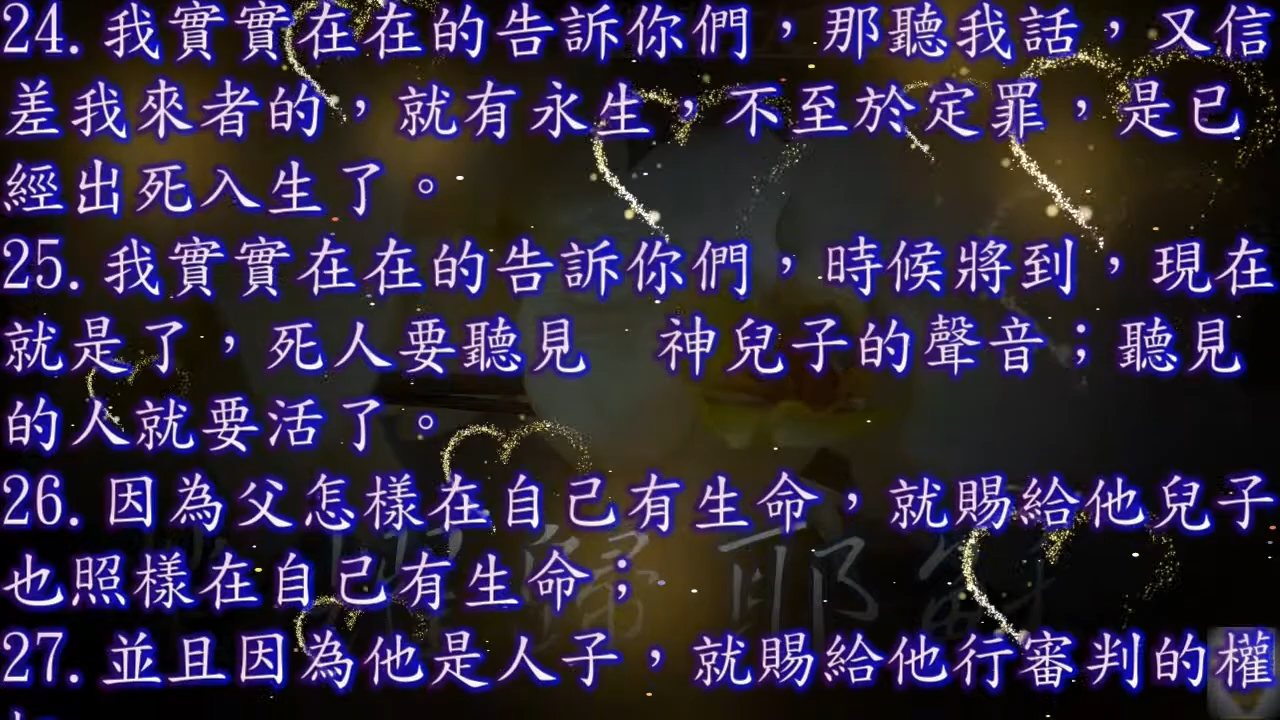 24. 我實實在在的告訴你們，那聽我話，又信
差我來者的，就有永生，不至於定罪，是已
經出死入生了。
25. 我實實在在的告訴你們，時候將到，現在
就是了，死人要聽見　神兒子的聲音；聽見
的人就要活了。
26. 因為父怎樣在自己有生命，就賜給他兒子
也照樣在自己有生命；
歸耶穌
27. 並且因為他是人子，就賜給他行審判的權